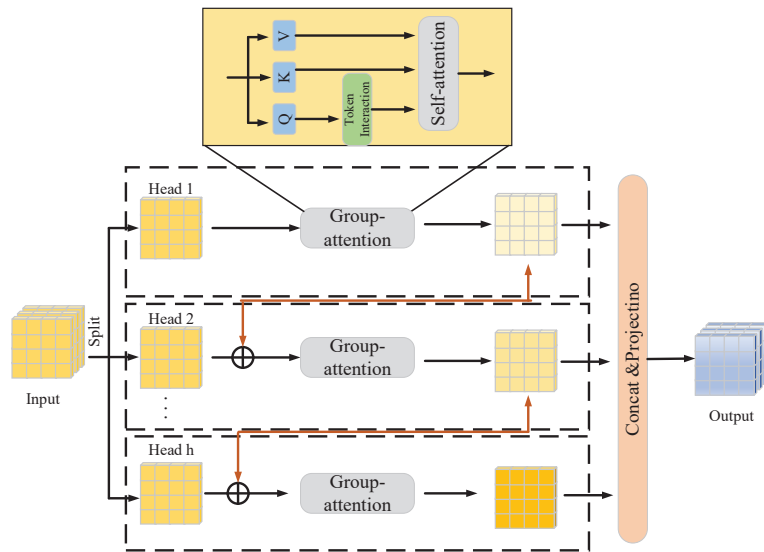 V
K
Q
Token
Interaction
Self-attention
Head 1
Group-
attention
Head 2
Group-
attention
. . .
Head h
Group-
attention
Input
Split
Concat &Projectino
Output